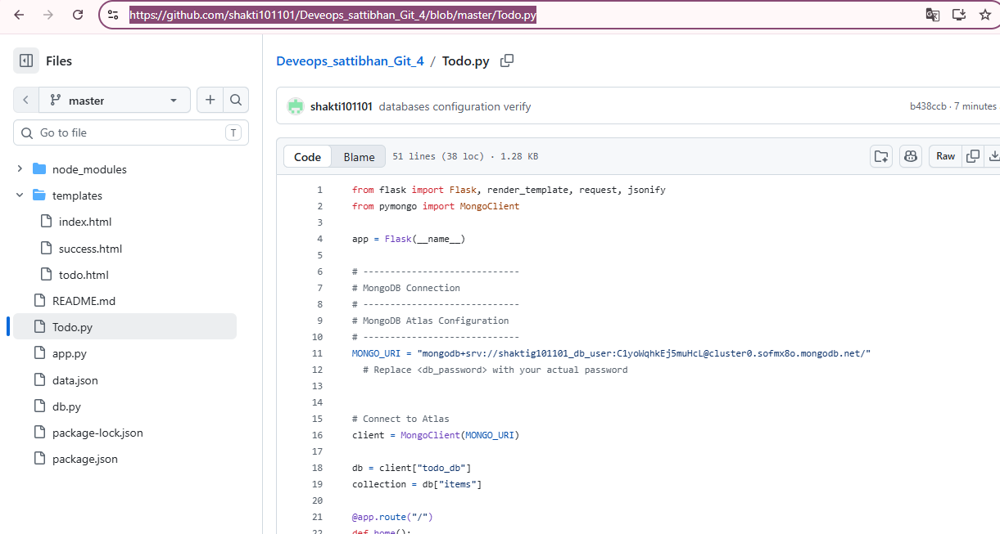 https://github.com/shakti101101/Deveops_sattibhan_Git_4/blob/master/Todo.py
Files
master
Go to file
T
node_modules
templates
index.html
success.html
todo.html
README.md
Todo.py
app.py
data.json
db.py
package-lock.json
package.json
Deveops_sattibhan_Git_4 / Todo.py
shakti101101 databases configuration verify
b438ccb · 7 minutes
Code Blame 51 lines (38 loc) · 1.28 KB
Raw
1 from flask import Flask, render_template, request, jsonify
2 from pymongo import MongoClient
3
4 app = Flask(__name__)
5
6 # -----------------------------
7 # MongoDB Connection
8 # -----------------------------
9 # MongoDB Atlas Configuration
10 # -----------------------------
11 MONGO_URI = "mongodb+srv://shaktig101101_db_user:C1yoWqhkEj5muHcL@cluster0.sofmx8o.mongodb.net/"
12 # Replace <db_password> with your actual password
13
14
15 # Connect to Atlas
16 client = MongoClient(MONGO_URI)
17
18 db = client["todo_db"]
19 collection = db["items"]
20
21 @app.route("/")
22 def home():